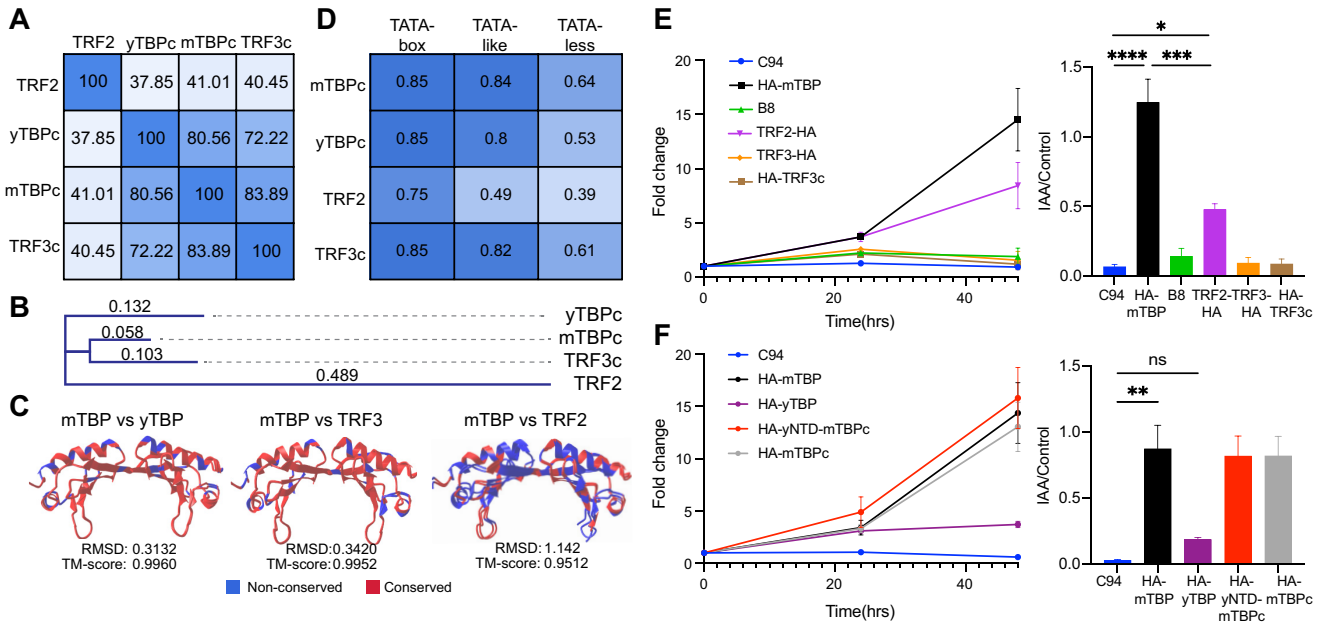 A
TRF2 yTBPc mTBPc TRF3c
TRF2 100 37.85 41.01 40.45
yTBPc 37.85 100 80.56 72.22
mTBPc 41.01 80.56 100 83.89
TRF3c 40.45 72.22 83.89 100
B
0.132 yTBPc
0.058 mTBPc
0.103 TRF3c
0.489 TRF2
C
mTBP vs yTBP
RMSD: 0.3132
TM-score: 0.9960
mTBP vs TRF3
RMSD:0.3420
TM-score: 0.9952
mTBP vs TRF2
RMSD: 1.142
TM-score: 0.9512
Non-conserved Conserved
D
TATA-box TATA-like TATA-less
mTBPc 0.85 0.84 0.64
yTBPc 0.85 0.8 0.53
TRF2 0.75 0.49 0.39
TRF3c 0.85 0.82 0.61
E
Fold change
20
15
10
5
0
0 20 40
Time(hrs)
C94
HA-mTBP
B8
TRF2-HA
TRF3-HA
HA-TRF3c
IAA/Control
1.5
1.0
0.5
0.0
*
**** ***
C94 HA-mTBP B8 TRF2-HA TRF3-HA HA-TRF3c
F
Fold change
20
15
10
5
0
0 20 40
Time(hrs)
C94
HA-mTBP
HA-yTBP
HA-yNTD-mTBPc
HA-mTBPc
IAA/Control
1.5
1.0
0.5
0.0
ns
**
C94 HA-mTBP HA-yTBP HA-yNTD-mTBPc HA-mTBPc